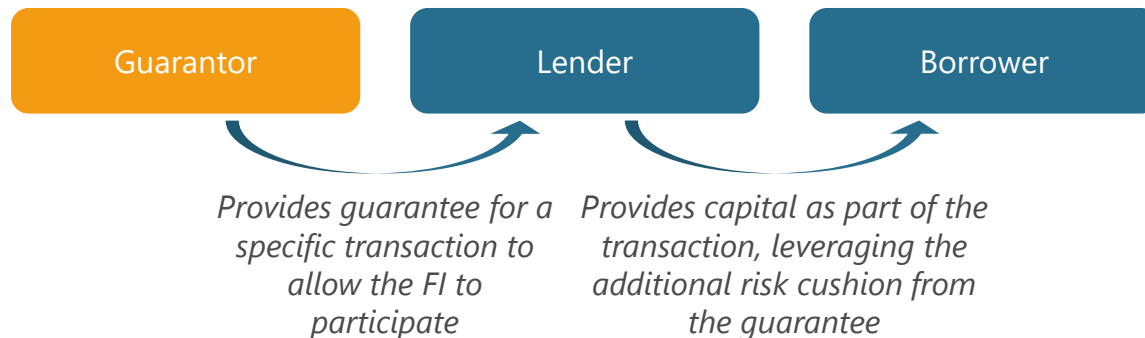 Guarantor
Lender
Borrower
Provides guarantee for a
specific transaction to
allow the FI to
participate
Provides capital as part of the
transaction, leveraging the
additional risk cushion from
the guarantee